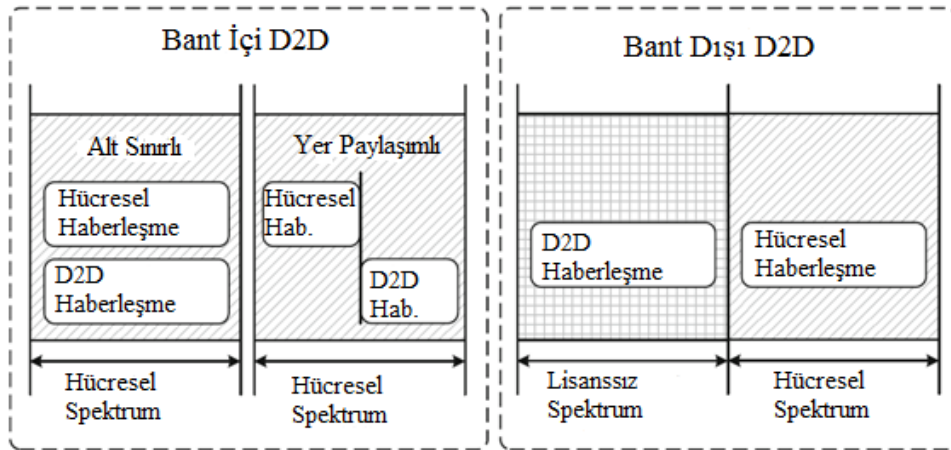 Bant İçi D2D
Alt Sınırlı
Hücresel
Haberleşme
D2D
Haberleşme
Hücresel
Spektrum
Yer Paylaşımlı
Hücresel
Hab.
D2D
Hab.
Hücresel
Spektrum
Bant Dışı D2D
D2D
Haberleşme
Lisanssız
Spektrum
Hücresel
Haberleşme
Hücresel
Spektrum